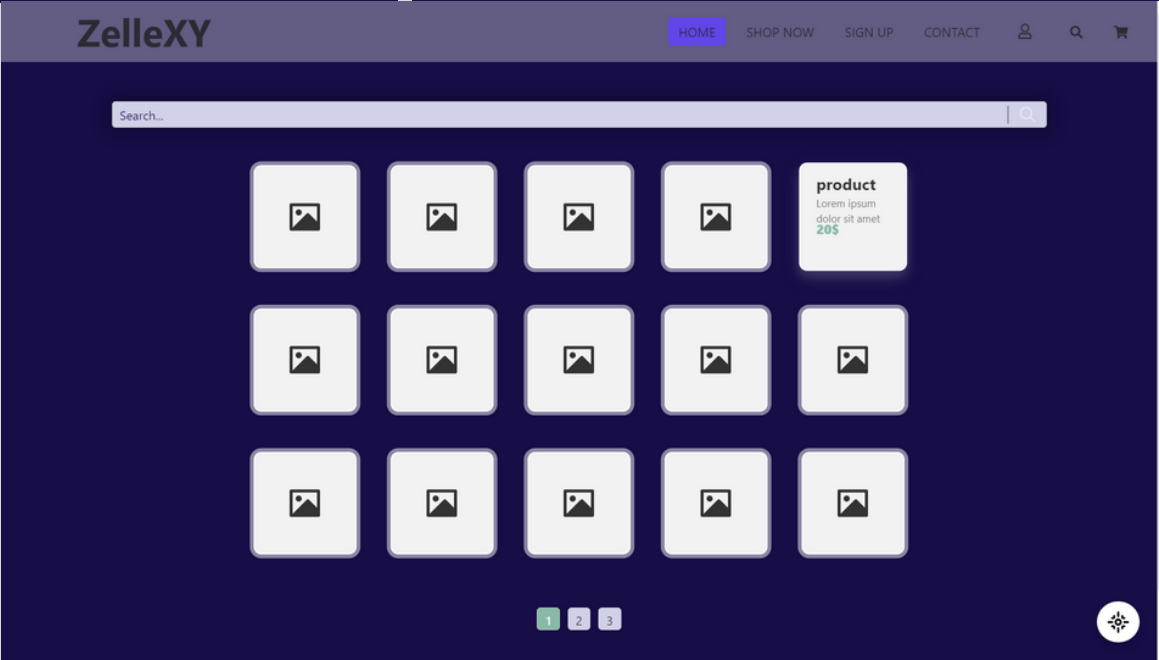 ZelleXY
HOME SHOP NOW SIGN UP CONTACT
Search...
product
Lorem ipsum
dolor sit amet
20$
1 2 3